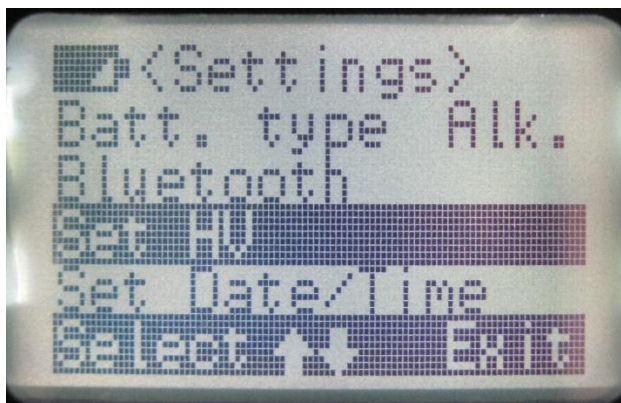 <Settings>
Batt. type Alk.
Bluetooth
Set HV
Set Date/Time
Select Exit